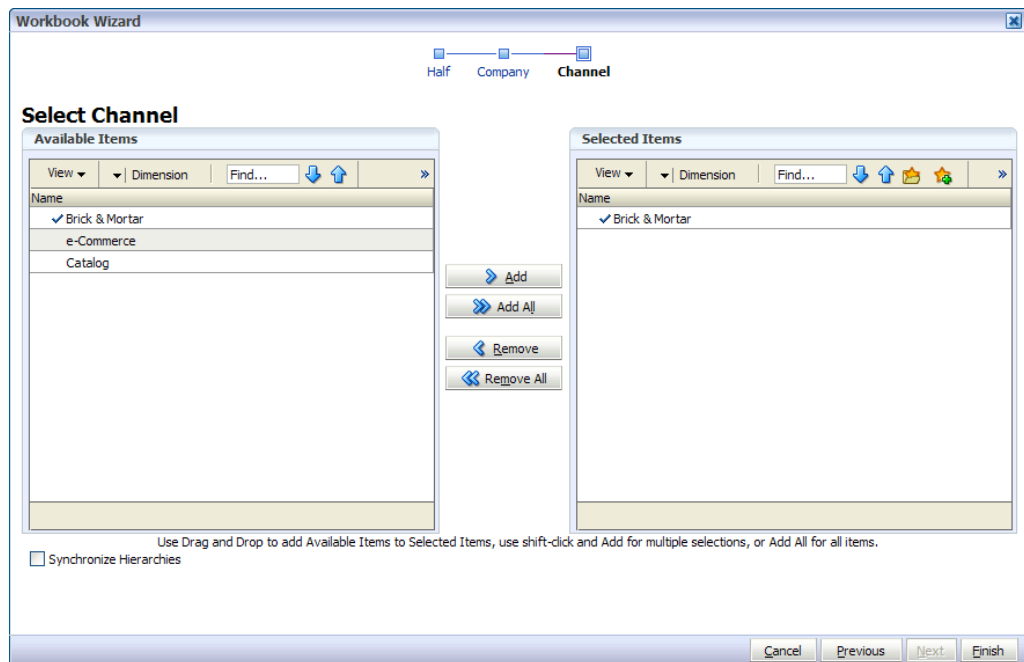 Workbook Wizard
Half Company Channel
Select Channel
Available Items
View Dimension Find... »
Name
Brick & Mortar
e-Commerce
Catalog
Add
Add All
Remove
Remove All
Selected Items
View Dimension Find... »
Name
Brick & Mortar
Use Drag and Drop to add Available Items to Selected Items, use shift-click and Add for multiple selections, or Add All for all items.
Synchronize Hierarchies
Cancel Previous Next Finish